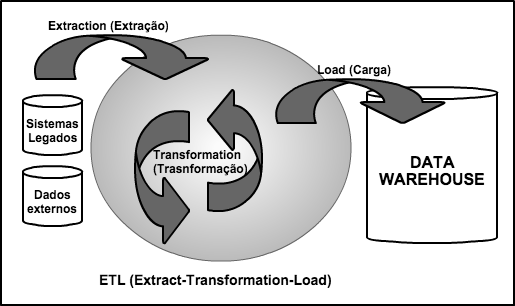 Extraction (Extração)
Load (Carga)
Sistemas
Legados
Transformation
(Trasnformação)
DATA
WAREHOUSE
Dados
externos
ETL (Extract-Transformation-Load)